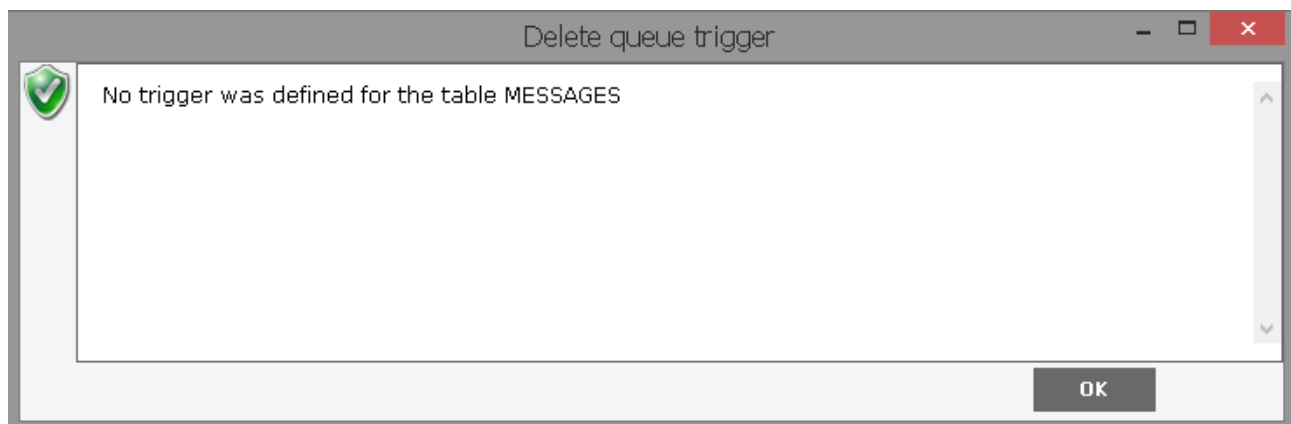 Delete queue trigger
No trigger was defined for the table MESSAGES
OK